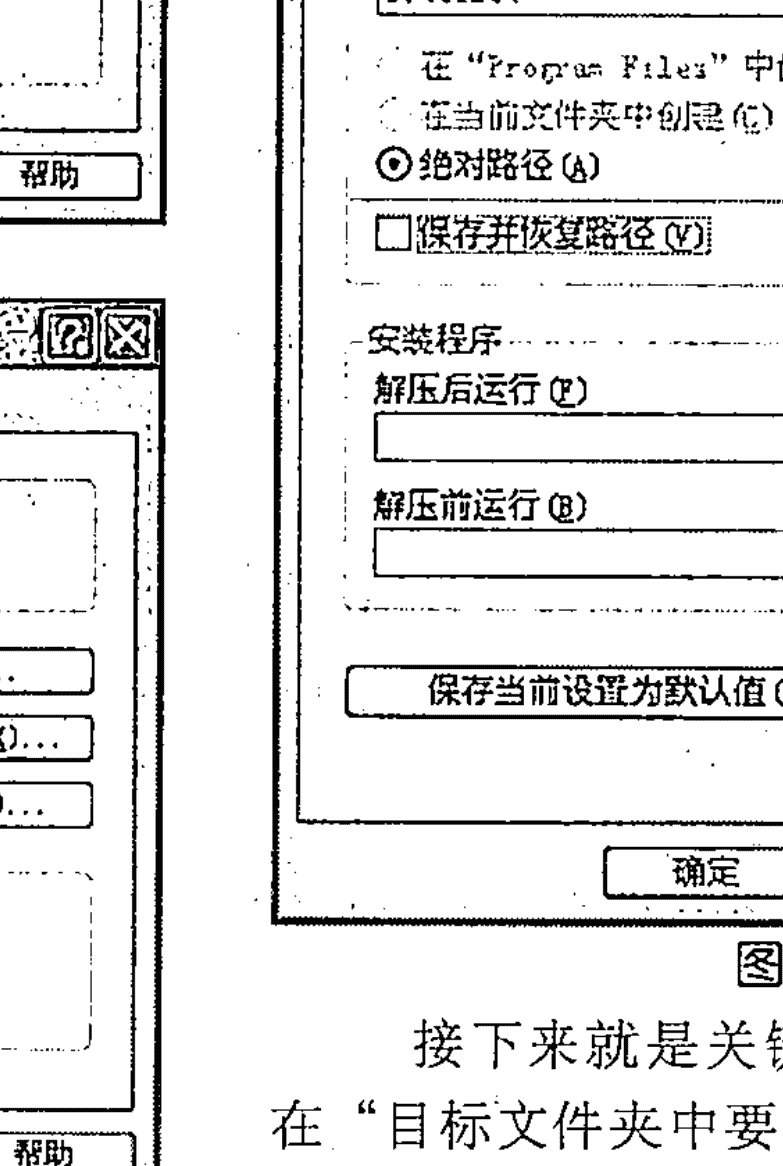 帮助
...
...
...
帮助
在“Program Files”中
在当前文件夹中创建(C)
绝对路径(A)
保存并恢复路径(V)
安装程序
解压后运行(F)
解压前运行(B)
保存当前设置为默认值(
确定
图
接下来就是关键
在“目标文件夹中要